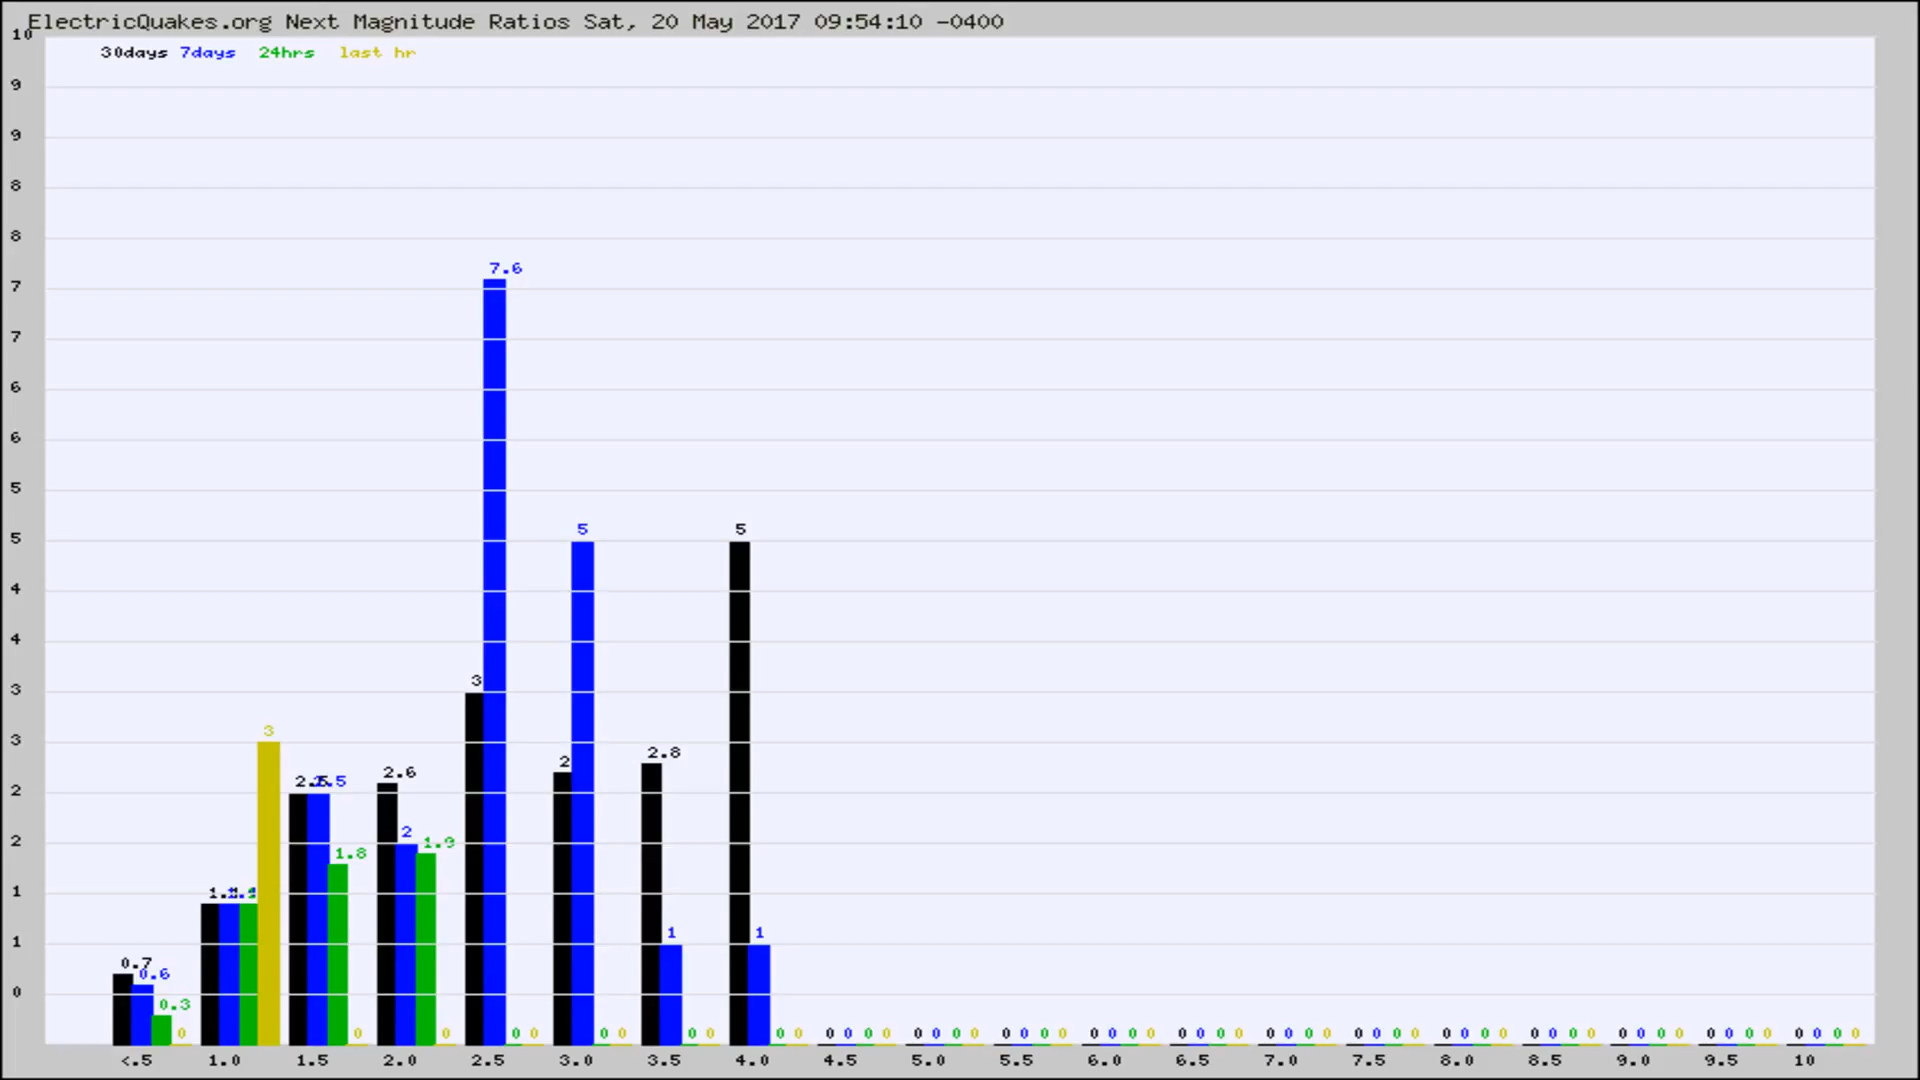 ElectricQuakes.org Next Magnitude Ratios Sat, 20 May 2017 09:54:10 -0400
10
30days 7days 24hrs last hr
9
9
8
8
7.6
7
7
6
6
5
5 5 5
4
4
3 3
3 3
2.8
2 2.6 2
2.5
2 2 1.9
1.8
1
1 1 1
0.7
0.6
0 0.3
0 0 0 0 0 0 0 0 0 0 0 0 0 0 0 0 0 0 0 0 0 0 0 0 0 0 0 0 0 0 0 0 0 0 0 0 0 0 0 0 0 0 0 0 0 0 0 0 0 0 0 0 0 0 0 0 0 0 0
<.5 1.0 1.5 2.0 2.5 3.0 3.5 4.0 4.5 5.0 5.5 6.0 6.5 7.0 7.5 8.0 8.5 9.0 9.5 10